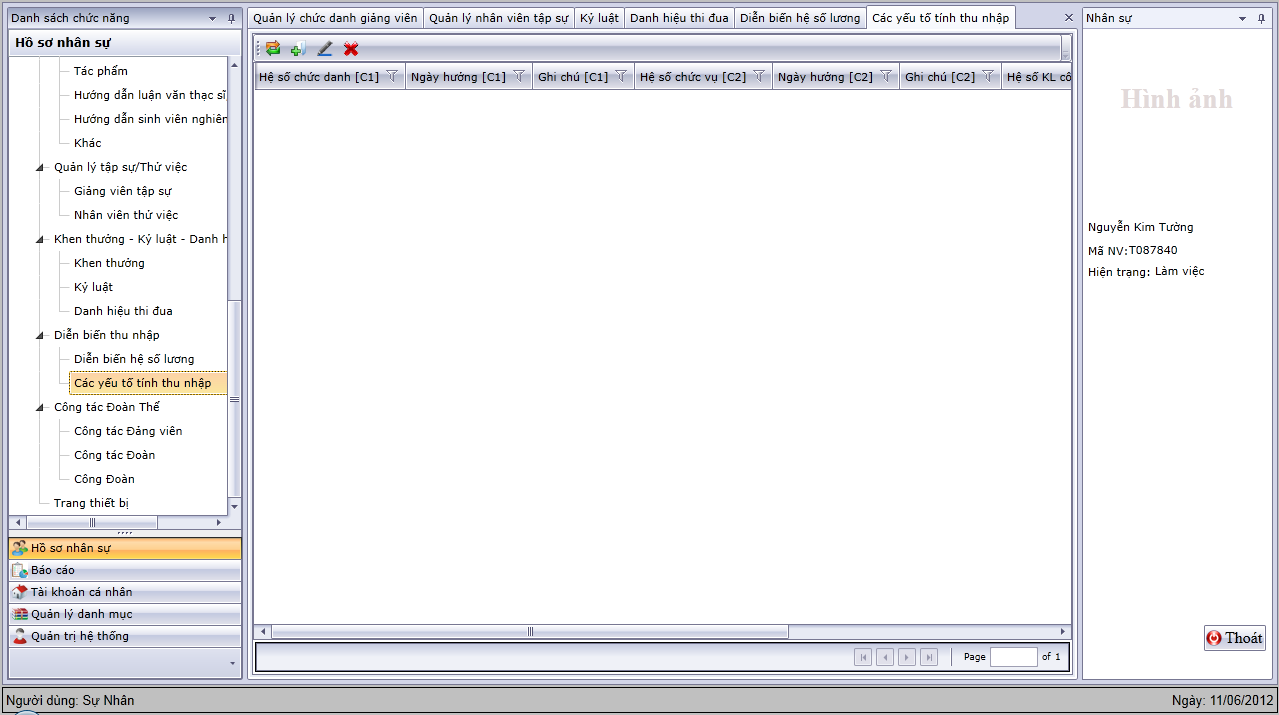 Danh sách chức năng
Hồ sơ nhân sự
Tác phẩm
Hướng dẫn luận văn thạc sĩ,
Hướng dẫn sinh viên nghiên
Khác
Quản lý tập sự/Thử việc
Giảng viên tập sự
Nhân viên thử việc
Khen thưởng - Kỷ luật - Danh h
Khen thưởng
Kỷ luật
Danh hiệu thi đua
Diễn biến thu nhập
Diễn biến hệ số lương
Các yếu tố tính thu nhập
Công tác Đoàn Thể
Công tác Đảng viên
Công tác Đoàn
Công Đoàn
Trang thiết bị
Hồ sơ nhân sự
Báo cáo
Tài khoản cá nhân
Quản lý danh mục
Quản trị hệ thống
Quản lý chức danh giảng viên Quản lý nhân viên tập sự Kỷ luật Danh hiệu thi đua Diễn biến hệ số lương Các yếu tố tính thu nhập
Hệ số chức danh [C1] Ngày hưởng [C1] Ghi chú [C1] Hệ số chức vụ [C2] Ngày hưởng [C2] Ghi chú [C2] Hệ số KL cô
Page of 1
Nhân sự
Hình ảnh
Nguyễn Kim Tường
Mã NV:T087840
Hiện trạng: Làm việc
Thoát
Người dùng: Sự Nhân Ngày: 11/06/2012